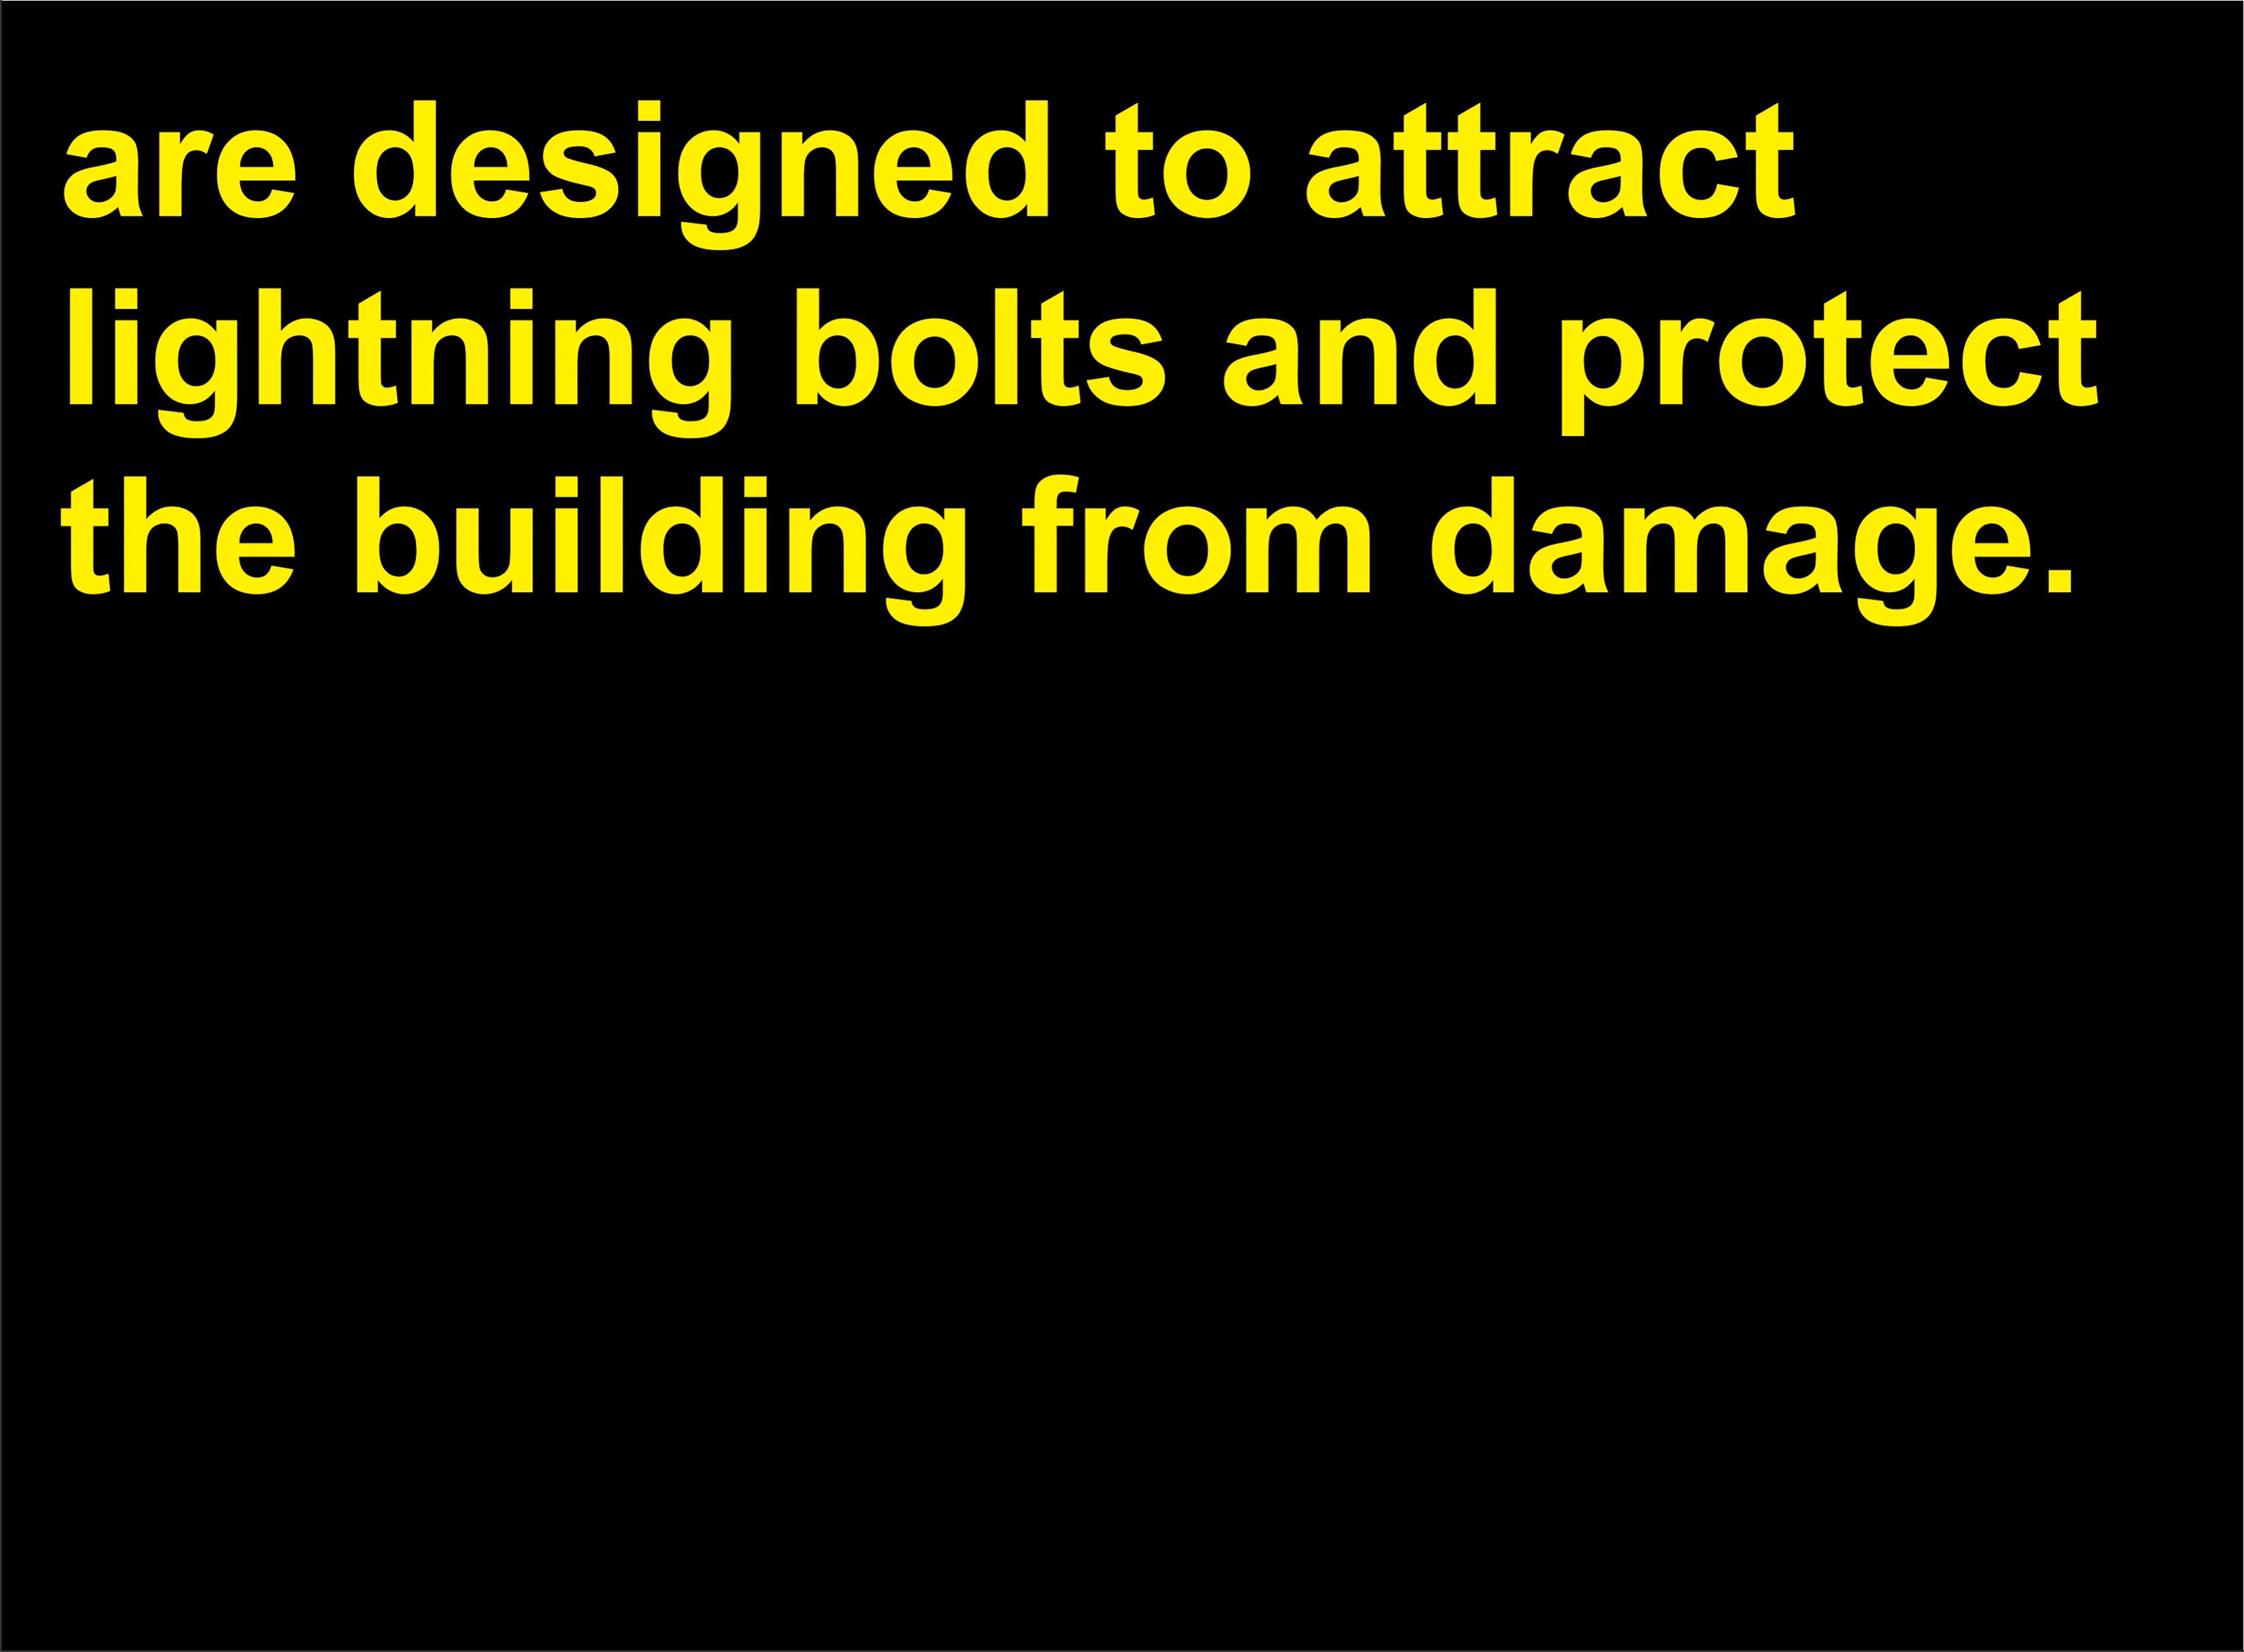 are designed to attract
lightning bolts and protect
the building from damage.